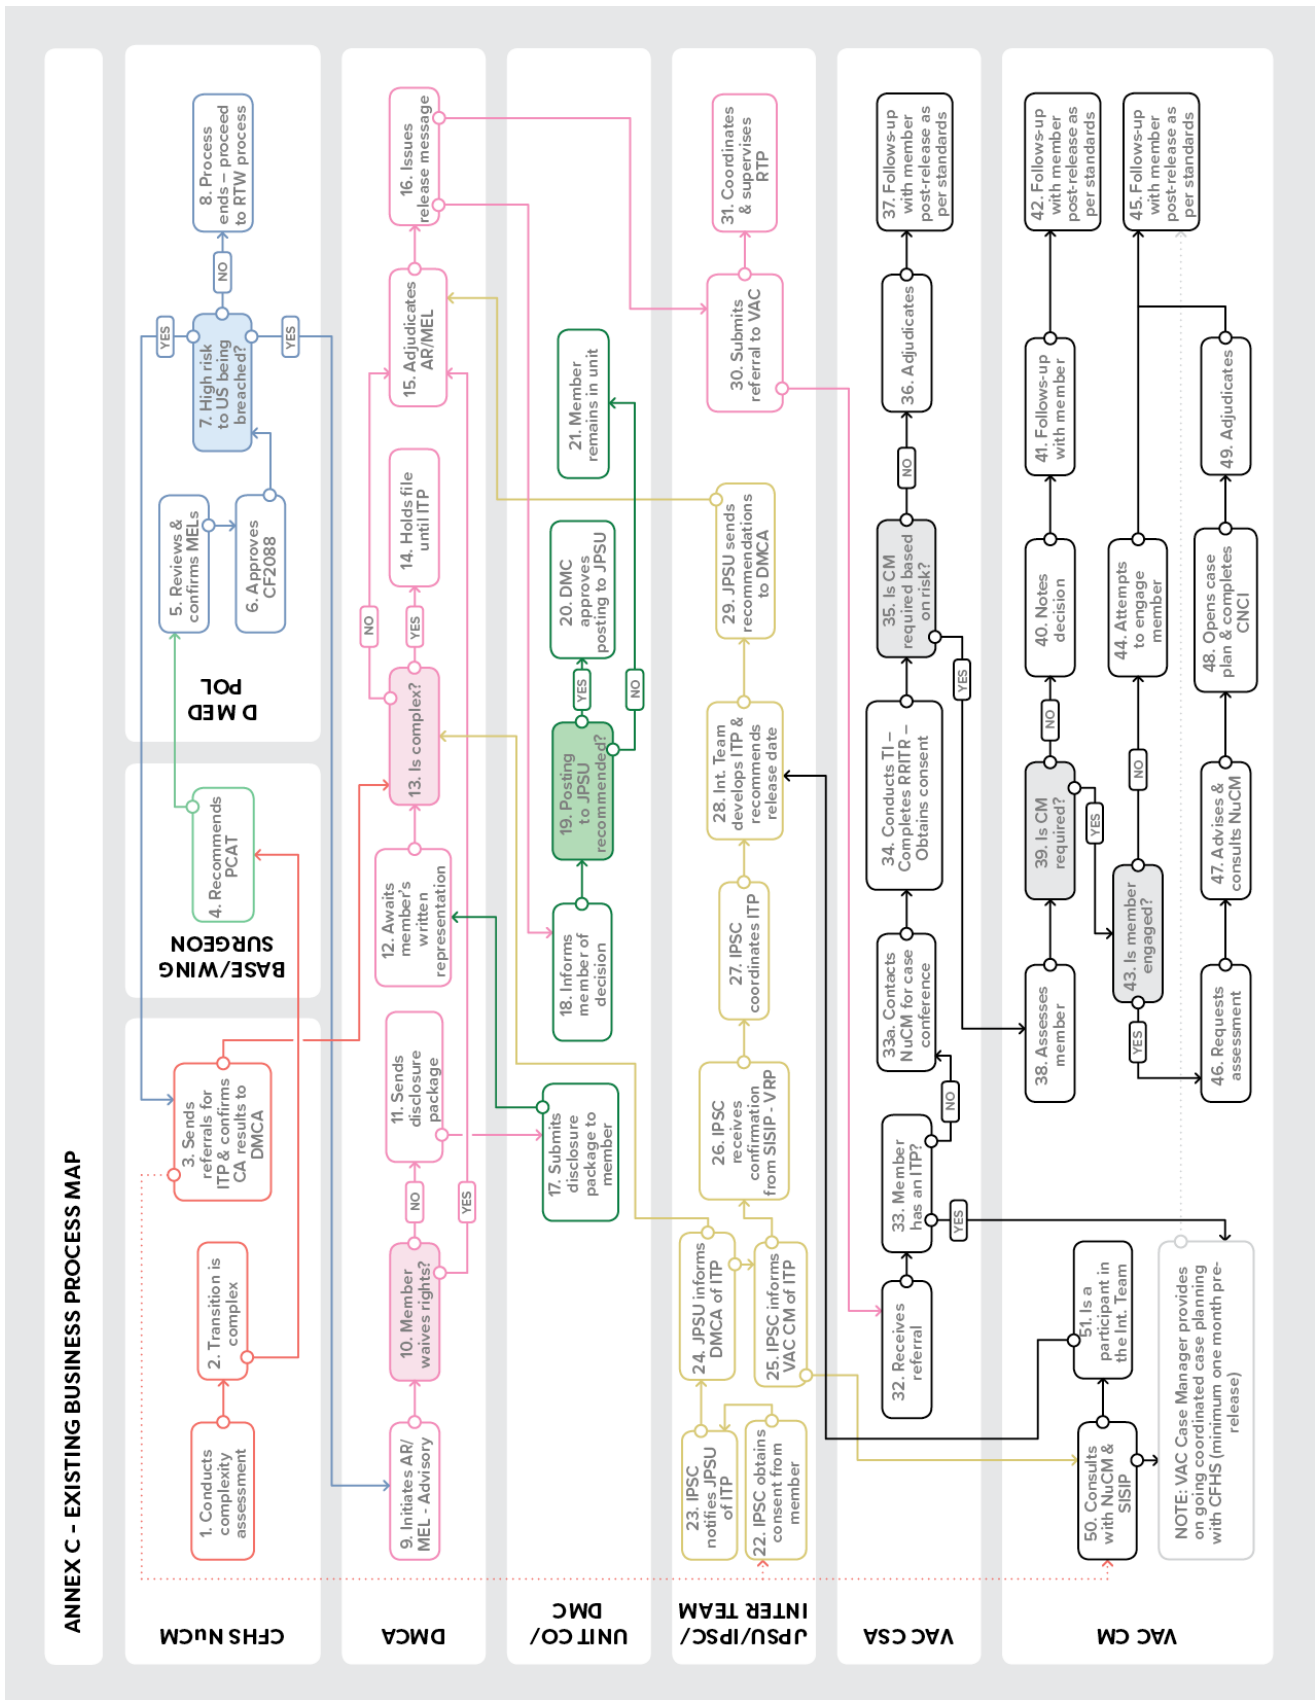 ANNEX C - EXISTING BUSINESS PROCESS MAP
CFHS NuCM
1. Conducts
complexity
assessment
2. Transition is
complex
3. Sends
referrals for
ITP & confirms
CA results to
DMCA
BASE/WING
SURGEON
4. Recommends
PCAT
D MED
POL
5. Reviews &
confirms MELs
6. Approves
CF2088
7. High risk
to US being
breached?
YES
YES
NO
8. Process
ends – proceed
to RTW process
DMCA
9. Initiates AR/
MEL - Advisory
10. Member
waives rights?
NO
YES
11. Sends
disclosure
package
12. Awaits
member's
written
representation
13. Is complex?
NO
YES
14. Holds file
until ITP
15. Adjudicates
AR/MEL
16. Issues
release message
UNIT CO/
DMC
17. Submits
disclosure
package to
member
18. Informs
member of
decision
19. Posting
to JPSU
recommended?
YES
NO
20. DMC
approves
posting to JPSU
21. Member
remains in unit
JPSU/IPSC/
INTER TEAM
22. IPSC obtains
consent from
member
23. IPSC
notifies JPSU
of ITP
24. JPSU informs
DMCA of ITP
25. IPSC informs
VAC CM of ITP
26. IPSC
receives
confirmation
from SISIP - VRP
27. IPSC
coordinates ITP
28. Int. Team
develops ITP &
recommends
release date
29. JPSU sends
recommendations
to DMCA
30. Submits
referral to VAC
31. Coordinates
& supervises
RTP
VAC CSA
32. Receives
referral
33. Member
has an ITP?
YES
NO
33a. Contacts
NuCM for case
conference
34. Conducts TI –
Completes RRITR –
Obtains consent
35. Is CM
required based
on risk?
YES
NO
36. Adjudicates
37. Follows-up
with member
post-release as
per standards
VAC CM
38. Assesses
member
39. Is CM
required?
NO
YES
40. Notes
decision
41. Follows-up
with member
42. Follows-up
with member
post-release as
per standards
43. Is member
engaged?
YES
NO
44. Attempts
to engage
member
45. Follows-up
with member
post-release as
per standards
46. Requests
assessment
47. Advises &
consults NuCM
48. Opens case
plan & completes
CNCI
49. Adjudicates
50. Consults
with NuCM &
SISIP
51. Is a
participant in
the Int. Team
NOTE: VAC Case Manager provides
on going coordinated case planning
with CFHS (minimum one month pre-
release)